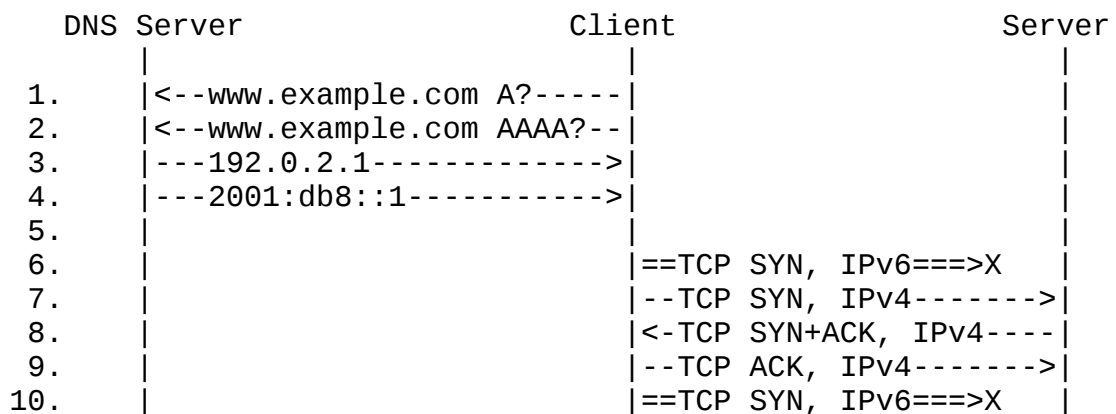 DNS Server                  Client                  Server
        |                            |                         |
 1.     |<--www.example.com A?-----|                         |
 2.     |<--www.example.com AAAA?--|                         |
 3.     |---192.0.2.1------------->|                         |
 4.     |---2001:db8::1----------->|                         |
 5.     |                          |                         |
 6.     |                          |==TCP SYN, IPv6===>X     |
 7.     |                          |--TCP SYN, IPv4------->|
 8.     |                          |<-TCP SYN+ACK, IPv4----|
 9.     |                          |--TCP ACK, IPv4------->|
10.     |                          |==TCP SYN, IPv6===>X     |